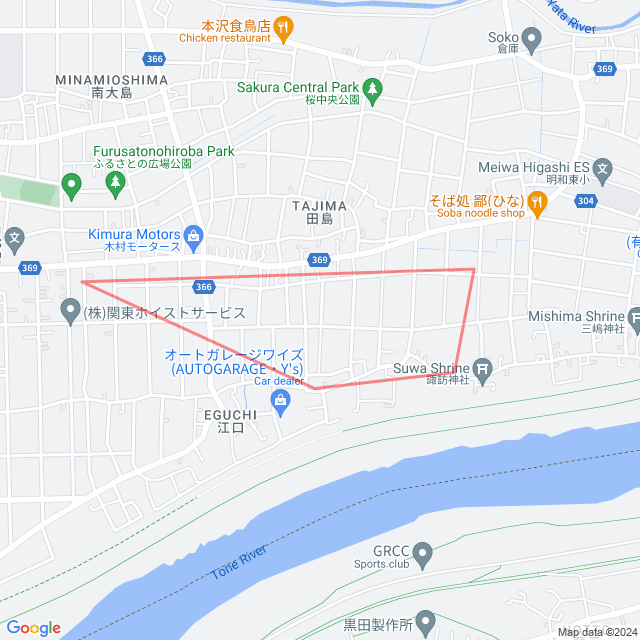 本沢食鳥店
Chicken restaurant
Yata River
Soko
倉庫
366
369
MINAMIOSHIMA
南大島
Sakura Central Park
桜中央公園
Furusatonohiroba Park
ふるさとの広場公園
Meiwa Higashi ES
明和東小
そば処 鄙(ひな)
Soba noodle shop
304
TAJIMA
田島
Kimura Motors
木村モータース
(有
369
369
366
(株)関東ホイストサービス
Mishima Shrine
三嶋神社
オートガレージワイズ
(AUTOGARAGE・Y's)
Car dealer
Suwa Shrine
諏訪神社
EGUCHI
江口
Tone River
GRCC
Sports club
黒田製作所
Google
Map data ©2024